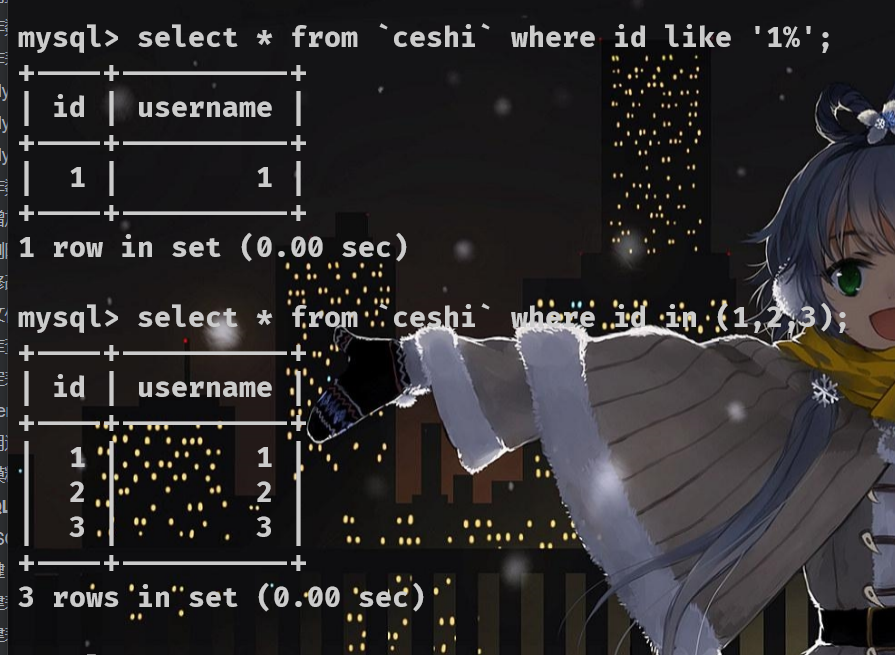 mysql> select * from `ceshi` where id like '1%';
+----+----------+
| id | username |
+----+----------+
|  1 |        1 |
+----+----------+
1 row in set (0.00 sec)
mysql> select * from `ceshi` where id in (1,2,3);
+----+----------+
| id | username |
+----+----------+
|  1 |        1 |
|  2 |        2 |
|  3 |        3 |
+----+----------+
3 rows in set (0.00 sec)